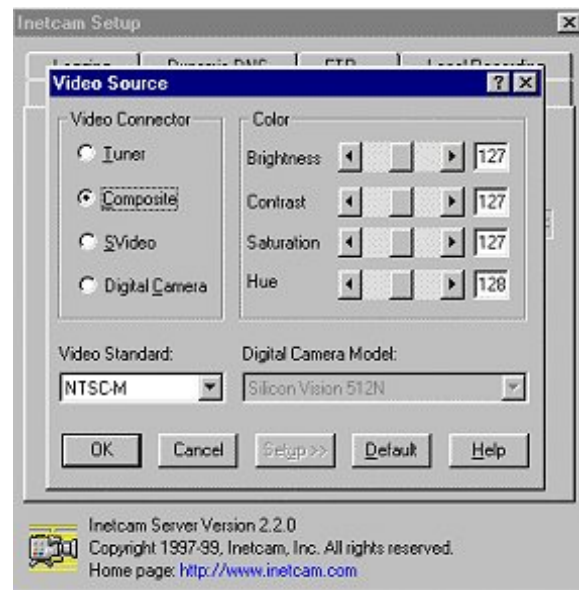 Inetcam Setup
Video Source
Video Connector
Tuner
Composite
SVideo
Digital Camera
Color
Brightness 127
Contrast 127
Saturation 127
Hue 128
Video Standard:
NTSC-M
Digital Camera Model:
Silicon Vision 512N
OK Cancel Setup >> Default Help
Inetcam Server Version 2.2.0
Copyright 1997-99, Inetcam, Inc. All rights reserved.
Home page: http://www.inetcam.com